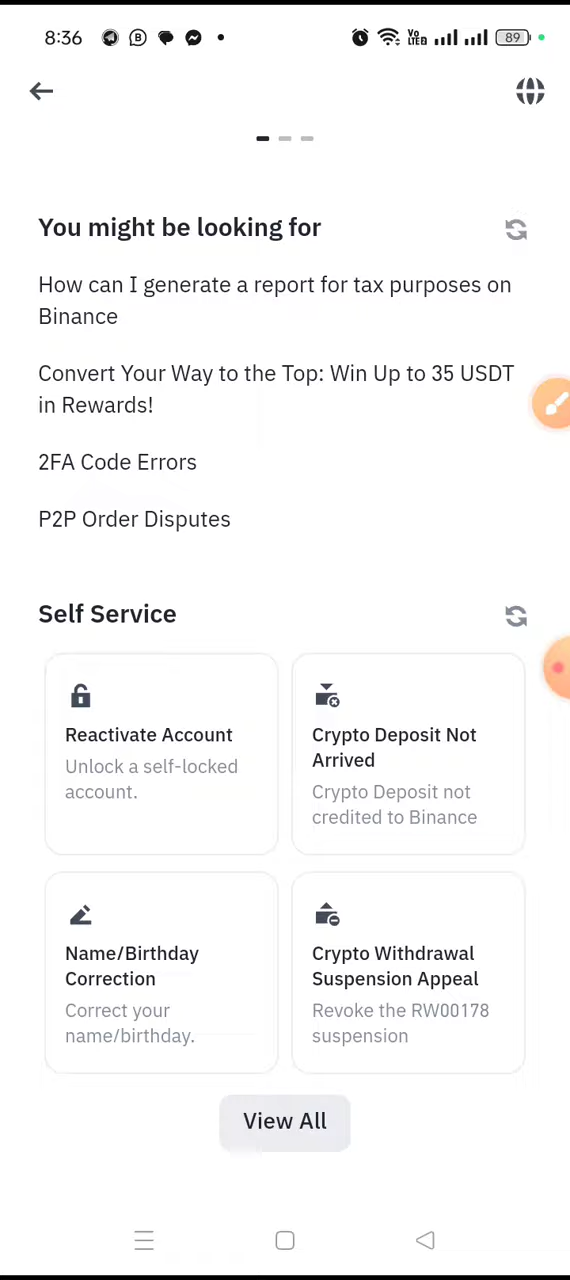 8:36
Vo LTE2
89
You might be looking for
How can I generate a report for tax purposes on
Binance
Convert Your Way to the Top: Win Up to 35 USDT
in Rewards!
2FA Code Errors
P2P Order Disputes
Self Service
Reactivate Account
Unlock a self-locked
account.
Crypto Deposit Not
Arrived
Crypto Deposit not
credited to Binance
Name/Birthday
Correction
Correct your
name/birthday.
Crypto Withdrawal
Suspension Appeal
Revoke the RW00178
suspension
View All